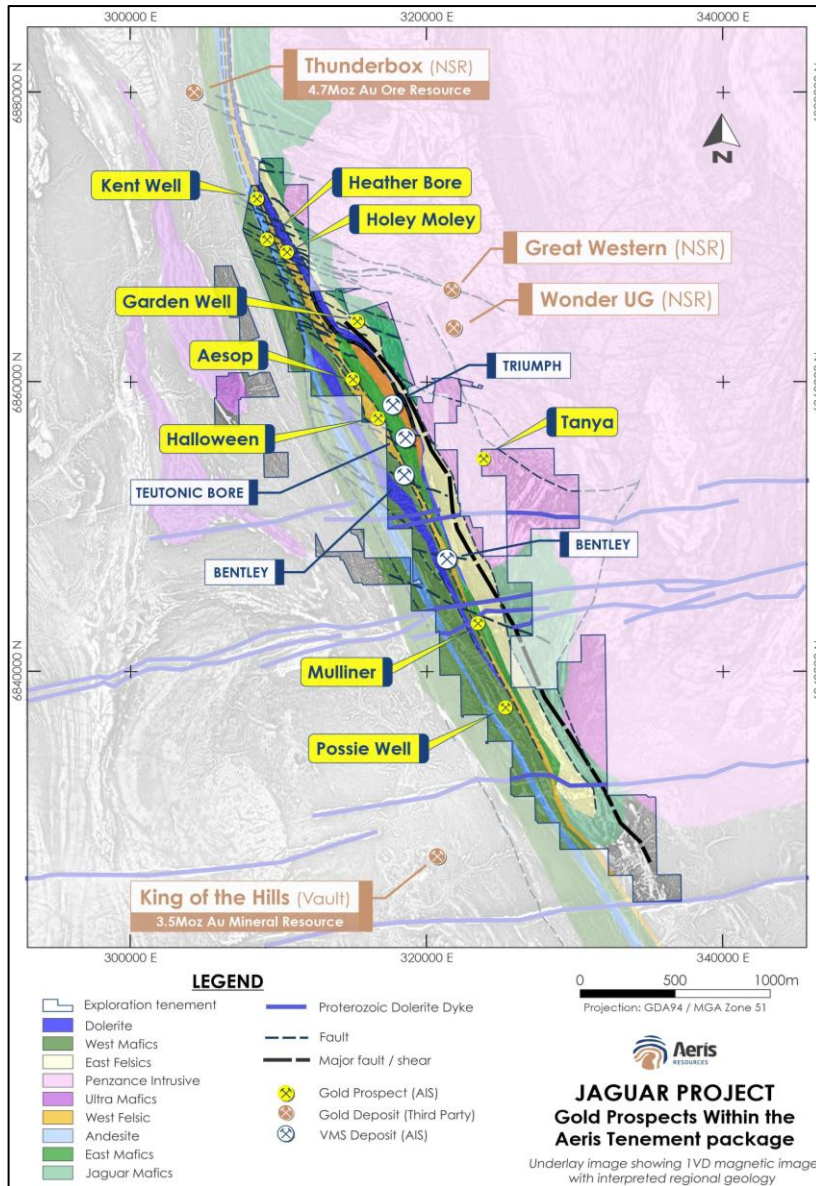 300000 E
320000 E
340000 E
6880000 N
6880000 N
Thunderbox (NSR)
4.7Moz Au Ore Resource
N
Kent Well
Heather Bore
Holey Moley
Great Western (NSR)
Garden Well
Wonder UG (NSR)
Aesop
6860000 N
6860000 N
TRIUMPH
Halloween
Tanya
TEUTONIC BORE
BENTLEY
BENTLEY
Mulliner
6840000 N
6840000 N
Possie Well
King of the Hills (Vault)
3.5Moz Au Mineral Resource
300000 E
320000 E
340000 E
LEGEND
Exploration tenement
Dolerite
West Mafics
East Felsics
Penzance Intrusive
Ultra Mafics
West Felsic
Andesite
East Mafics
Jaguar Mafics
Proterozoic Dolerite Dyke
Fault
Major fault / shear
Gold Prospect (AIS)
Gold Deposit (Third Party)
VMS Deposit (AIS)
0 500 1000m
Projection: GDA94 / MGA Zone 51
Aeris
RESOURCES
JAGUAR PROJECT
Gold Prospects Within the
Aeris Tenement package
Underlay image showing 1VD magnetic image
with interpreted regional geology